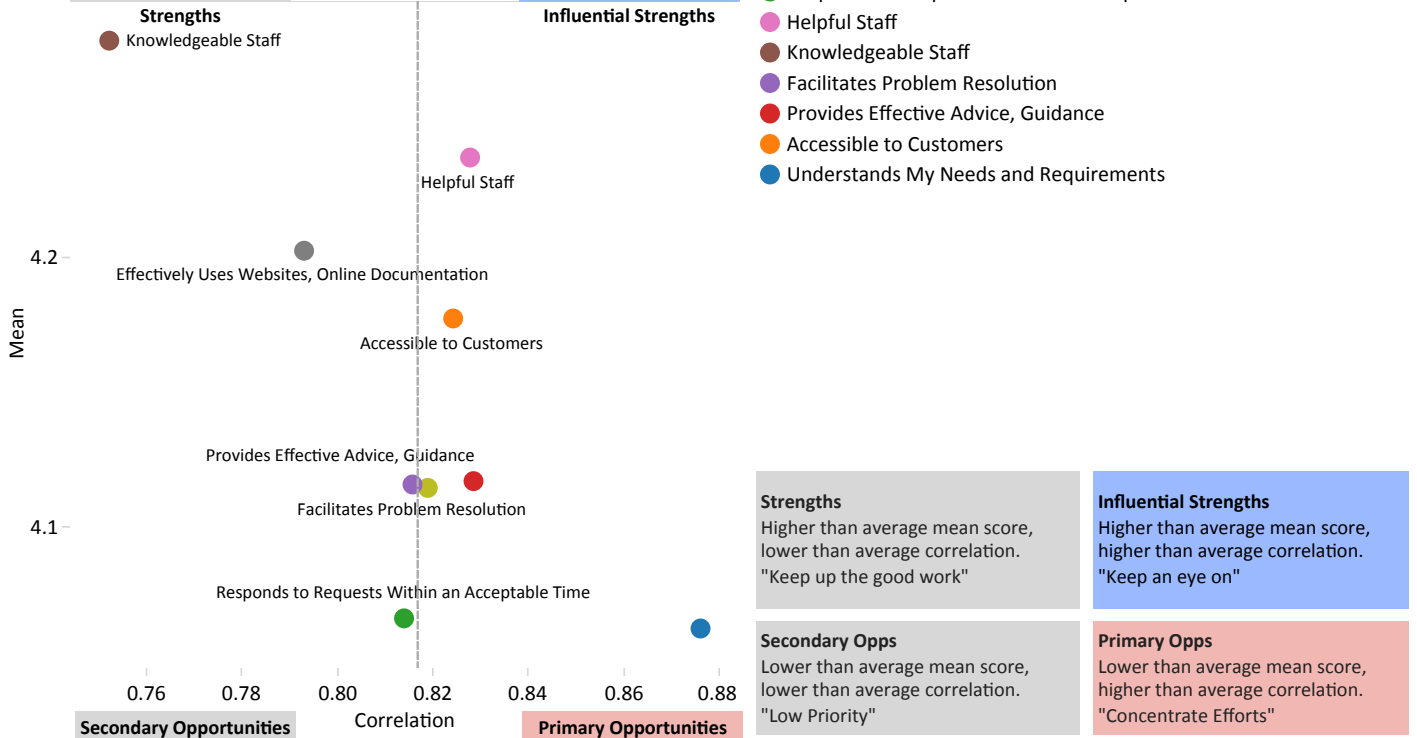 Strengths
Influential Strengths
Knowledgeable Staff
Helpful Staff
4.2
Effectively Uses Websites, Online Documentation
Accessible to Customers
Mean
Provides Effective Advice, Guidance
Facilitates Problem Resolution
4.1
Responds to Requests Within an Acceptable Time
0.76
0.78
0.80
0.82
0.84
0.86
0.88
Correlation
Secondary Opportunities
Primary Opportunities
Helpful Staff
Knowledgeable Staff
Facilitates Problem Resolution
Provides Effective Advice, Guidance
Accessible to Customers
Understands My Needs and Requirements
Strengths
Higher than average mean score,
lower than average correlation.
"Keep up the good work"
Influential Strengths
Higher than average mean score,
higher than average correlation.
"Keep an eye on"
Secondary Opps
Lower than average mean score,
lower than average correlation.
"Low Priority"
Primary Opps
Lower than average mean score,
higher than average correlation.
"Concentrate Efforts"